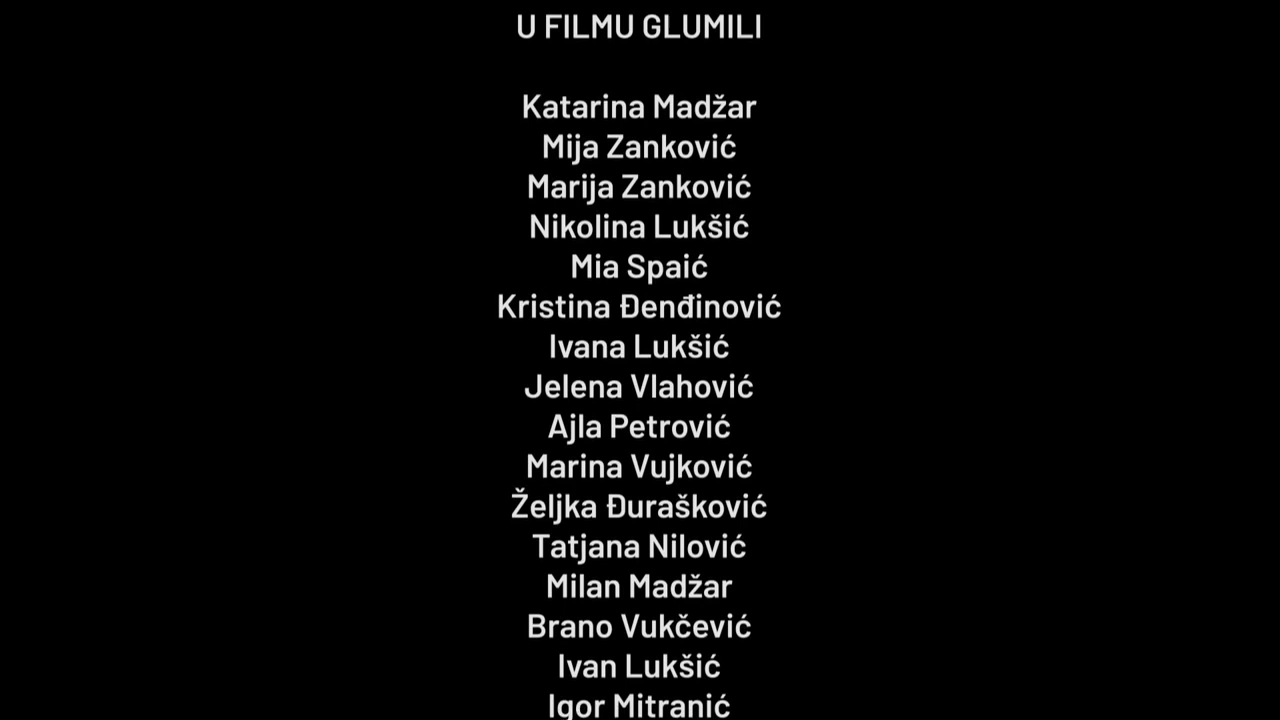 U FILMU GLUMILI
Katarina Madžar
Mija Zanković
Marija Zanković
Nikolina Lukšić
Mia Spaić
Kristina Đenđinović
Ivana Lukšić
Jelena Vlahović
Ajla Petrović
Marina Vujković
Željka Đurašković
Tatjana Nilović
Milan Madžar
Brano Vukčević
Ivan Lukšić
Igor Mitranić